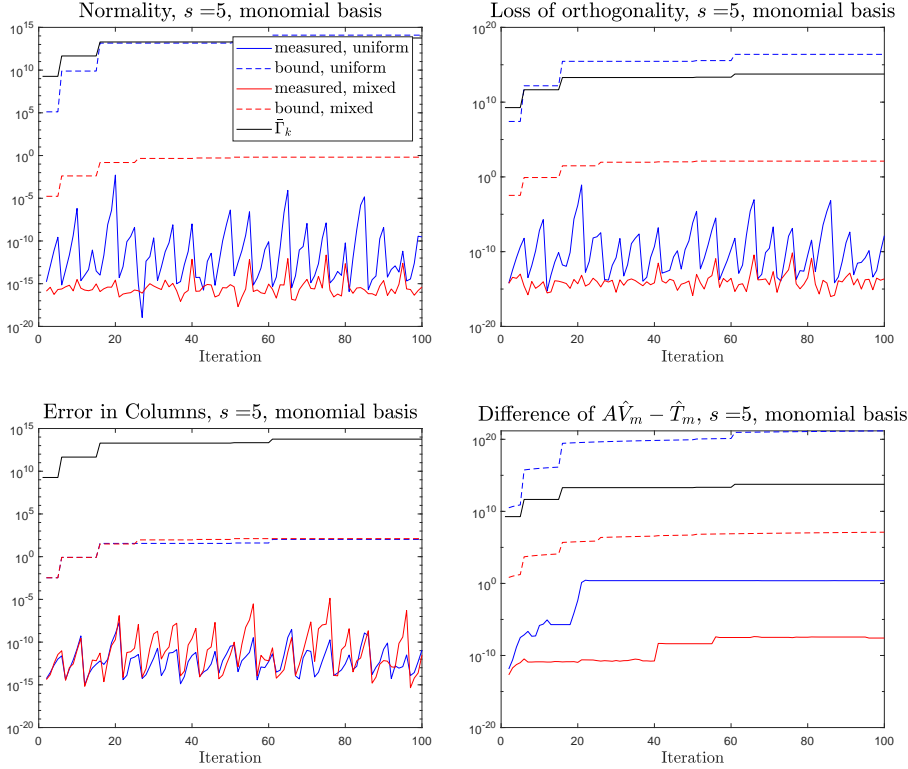 Normality, s =5, monomial basis
10^15
10^10
10^5
10^0
10^-5
10^-10
10^-15
10^-20
0 20 40 60 80 100
Iteration
measured, uniform
bound, uniform
measured, mixed
bound, mixed
Γ̄_k
Loss of orthogonality, s =5, monomial basis
10^20
10^10
10^0
10^-10
10^-20
0 20 40 60 80 100
Iteration
Error in Columns, s =5, monomial basis
10^15
10^10
10^5
10^0
10^-5
10^-10
10^-15
10^-20
0 20 40 60 80 100
Iteration
Difference of AV̂_m − T̂_m, s =5, monomial basis
10^20
10^10
10^0
10^-10
10^-20
0 20 40 60 80 100
Iteration